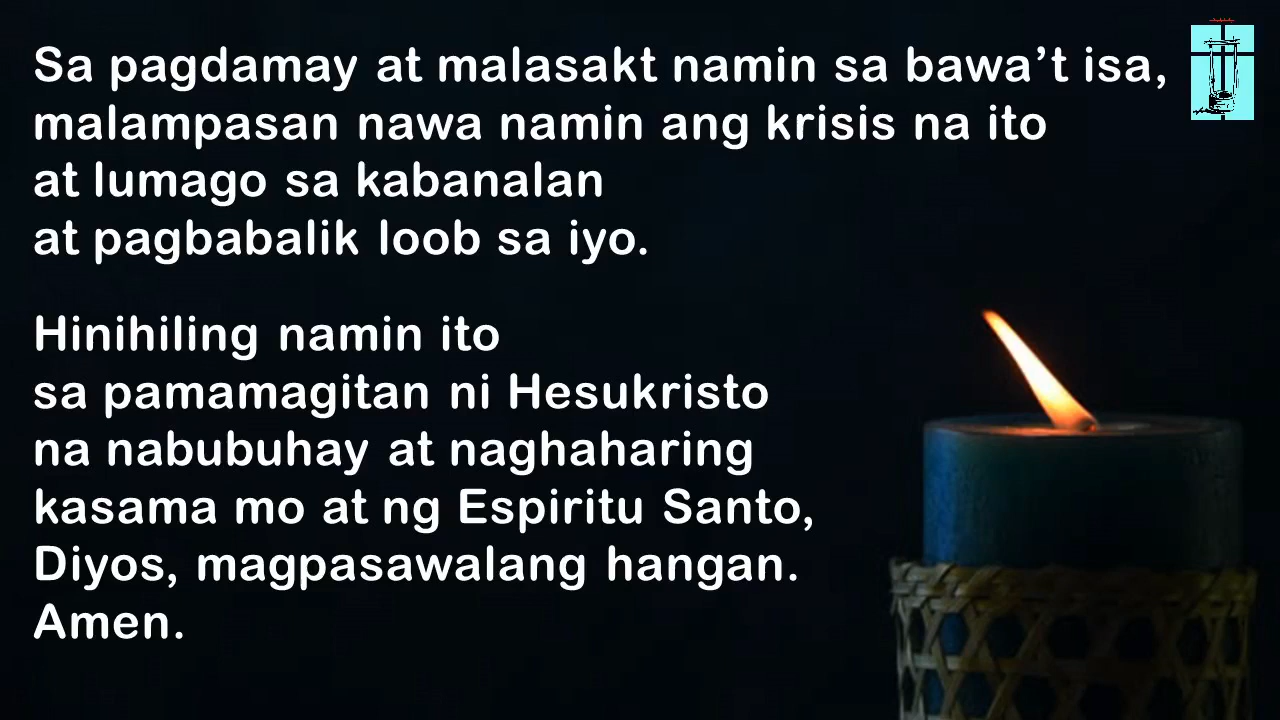 Sa pagdamay at malasakt namin sa bawa’t isa,
malampasan nawa namin ang krisis na ito
at lumago sa kabanalan
at pagbabalik loob sa iyo.
Hinihiling namin ito
sa pamamagitan ni Hesukristo
na nabubuhay at naghaharing
kasama mo at ng Espiritu Santo,
Diyos, magpasawalang hangan.
Amen.